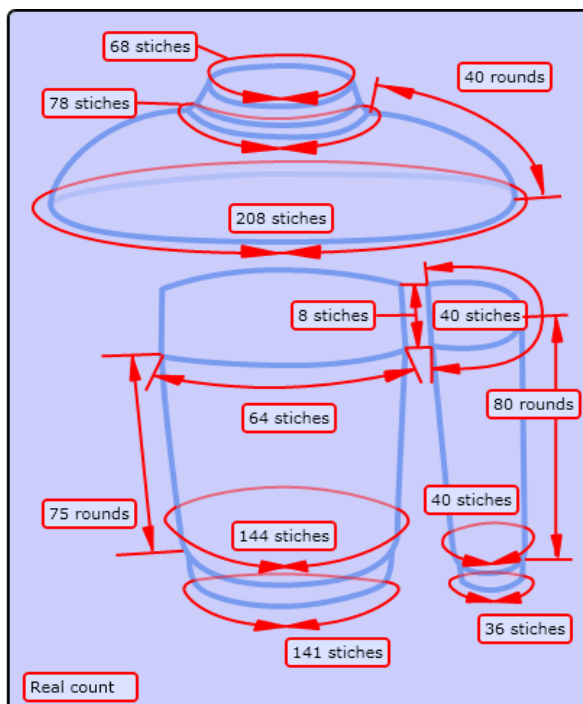 68 stiches
40 rounds
78 stiches
208 stiches
8 stiches
40 stiches
64 stiches
80 rounds
40 stiches
75 rounds
144 stiches
36 stiches
141 stiches
Real count